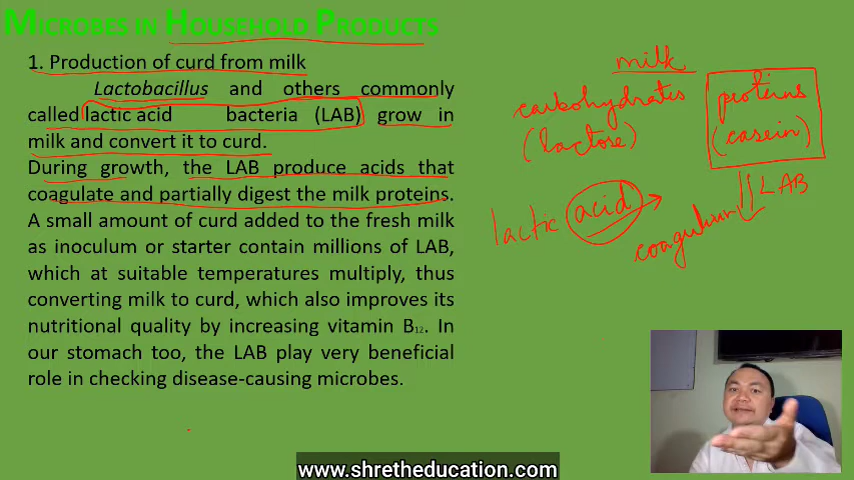 MICROBES IN HOUSEHOLD PRODUCTS
1. Production of curd from milk
Lactobacillus and others commonly
called lactic acid bacteria (LAB) grow in
milk and convert it to curd.
During growth, the LAB produce acids that
coagulate and partially digest the milk proteins.
A small amount of curd added to the fresh milk
as inoculum or starter contain millions of LAB,
which at suitable temperatures multiply, thus
converting milk to curd, which also improves its
nutritional quality by increasing vitamin B12. In
our stomach too, the LAB play very beneficial
role in checking disease-causing microbes.
milk
carbohydrates
(lactose)
proteins
(casein)
LAB
lactic acid
www.shretheducation.com